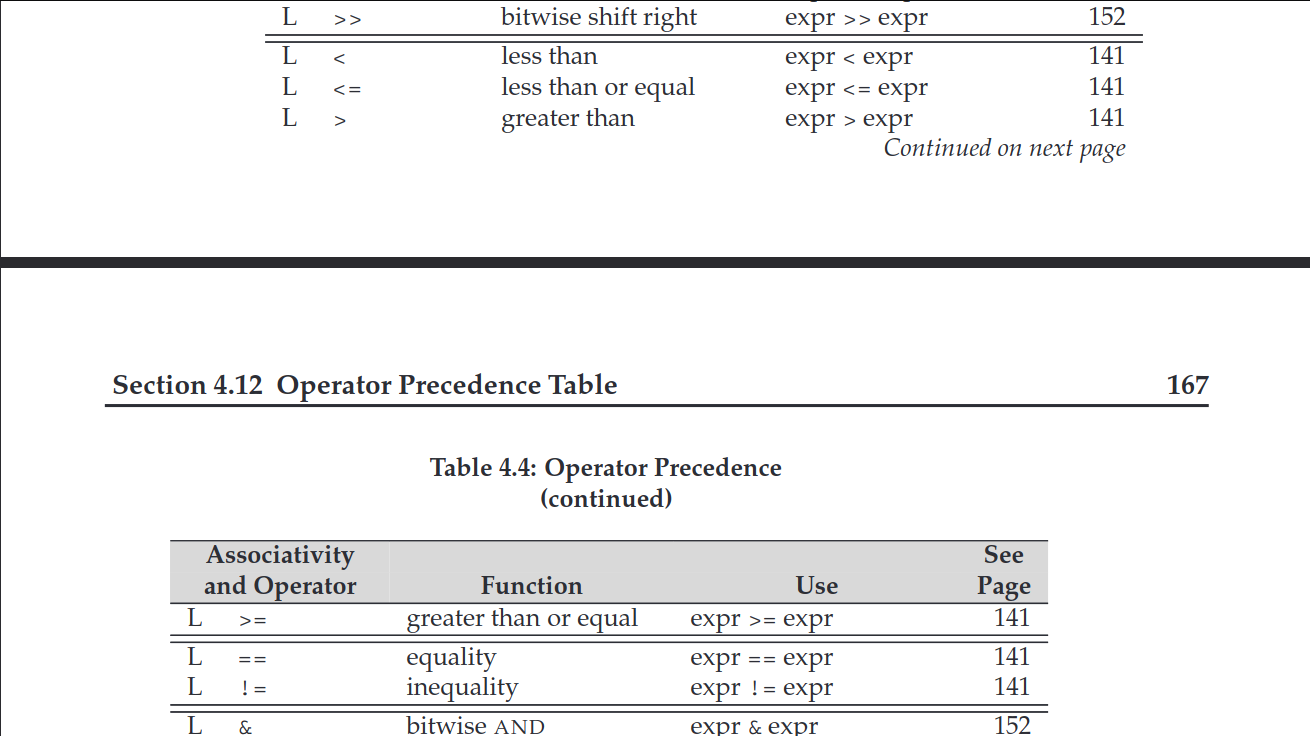 L >> bitwise shift right expr >> expr 152
L < less than expr < expr 141
L <= less than or equal expr <= expr 141
L > greater than expr > expr 141
Continued on next page
Section 4.12 Operator Precedence Table 167
Table 4.4: Operator Precedence
(continued)
Associativity See
and Operator Function Use Page
L >= greater than or equal expr >= expr 141
L == equality expr == expr 141
L != inequality expr != expr 141
L & bitwise AND expr & expr 152